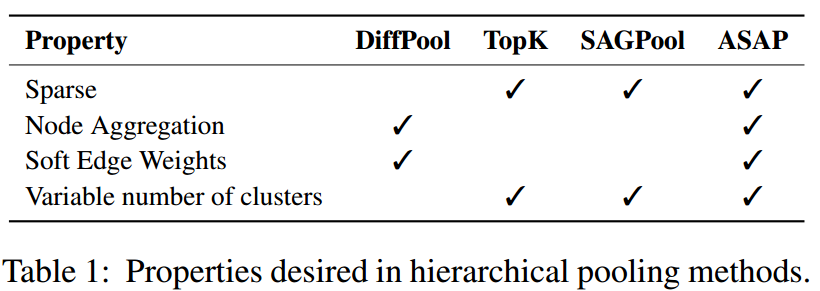 Property DiffPool TopK SAGPool ASAP
Sparse ✓ ✓ ✓
Node Aggregation ✓ ✓
Soft Edge Weights ✓ ✓
Variable number of clusters ✓ ✓ ✓
Table 1: Properties desired in hierarchical pooling methods.